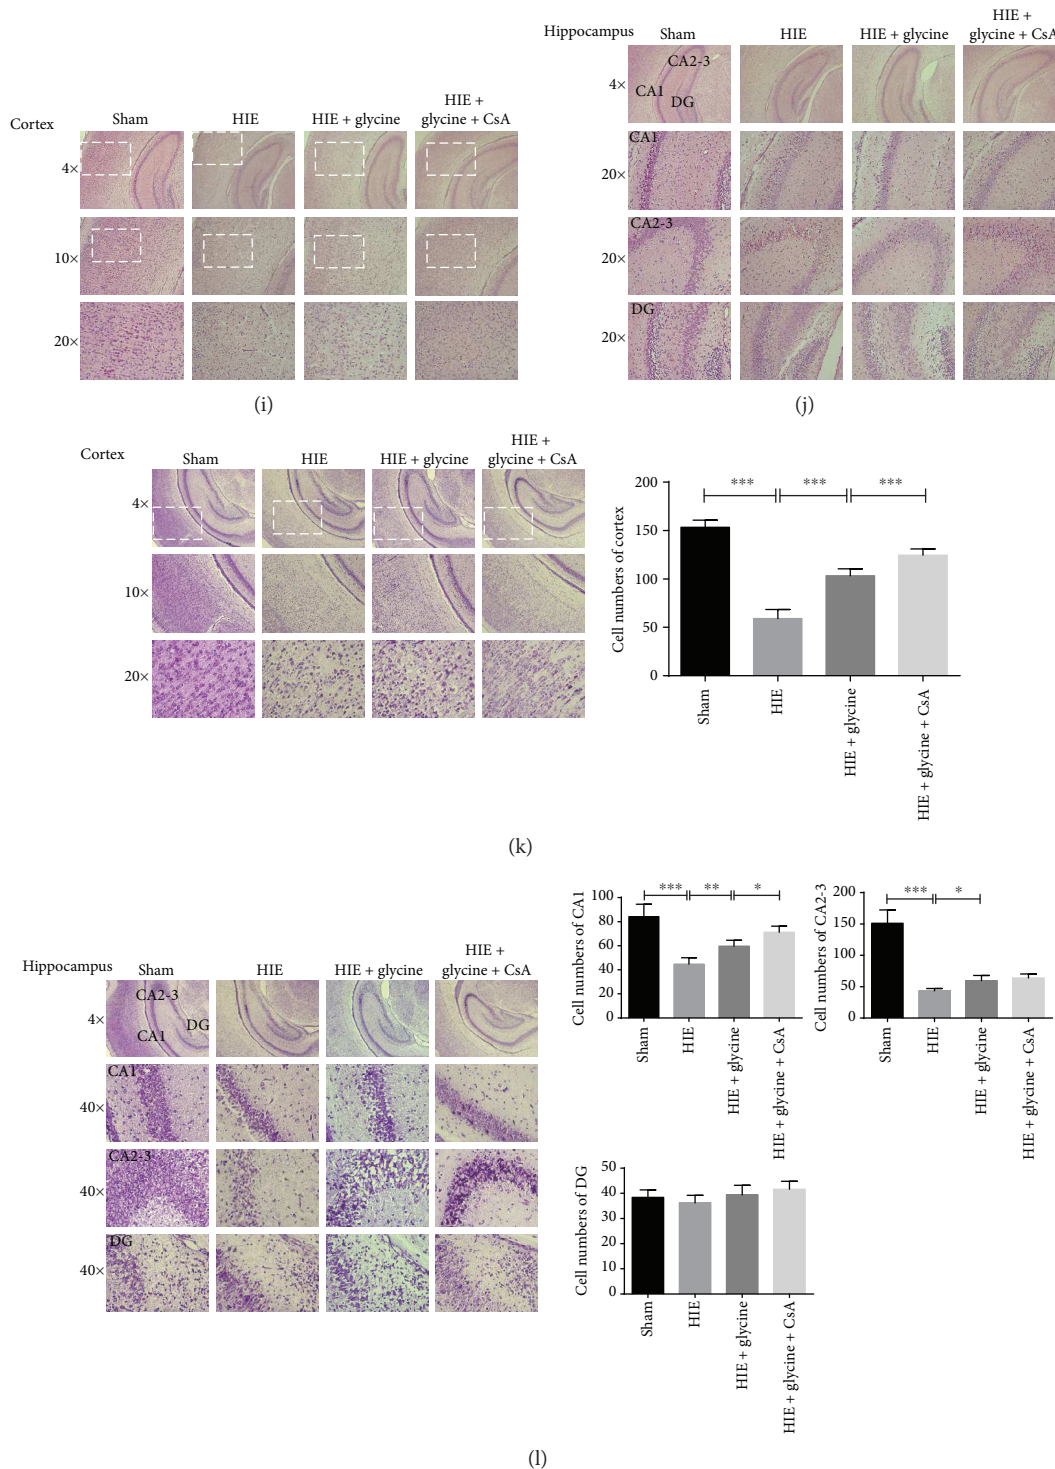 Cortex
Sham
HIE
HIE + glycine
HIE +
glycine + CsA
4×
10×
20×
(i)
Hippocampus
Sham
HIE
HIE + glycine
HIE +
glycine + CsA
4×
CA2-3
CA1
DG
CA1
20×
CA2-3
20×
DG
20×
(j)
Cortex
Sham
HIE
HIE + glycine
HIE +
glycine + CsA
4×
10×
20×
Cell numbers of cortex
200
150
100
50
0
***
***
***
Sham
HIE
HIE + glycine
HIE + glycine + CsA
(k)
Hippocampus
Sham
HIE
HIE + glycine
HIE +
glycine + CsA
4×
CA2-3
DG
CA1
CA1
40×
CA2-3
40×
DG
40×
Cell numbers of CA1
100
80
60
40
20
0
***
**
*
Sham
HIE
HIE + glycine
HIE + glycine + CsA
Cell numbers of CA2-3
200
150
100
50
0
***
*
Sham
HIE
HIE + glycine
HIE + glycine + CsA
Cell numbers of DG
50
40
30
20
10
0
Sham
HIE
HIE + glycine
HIE + glycine + CsA
(l)